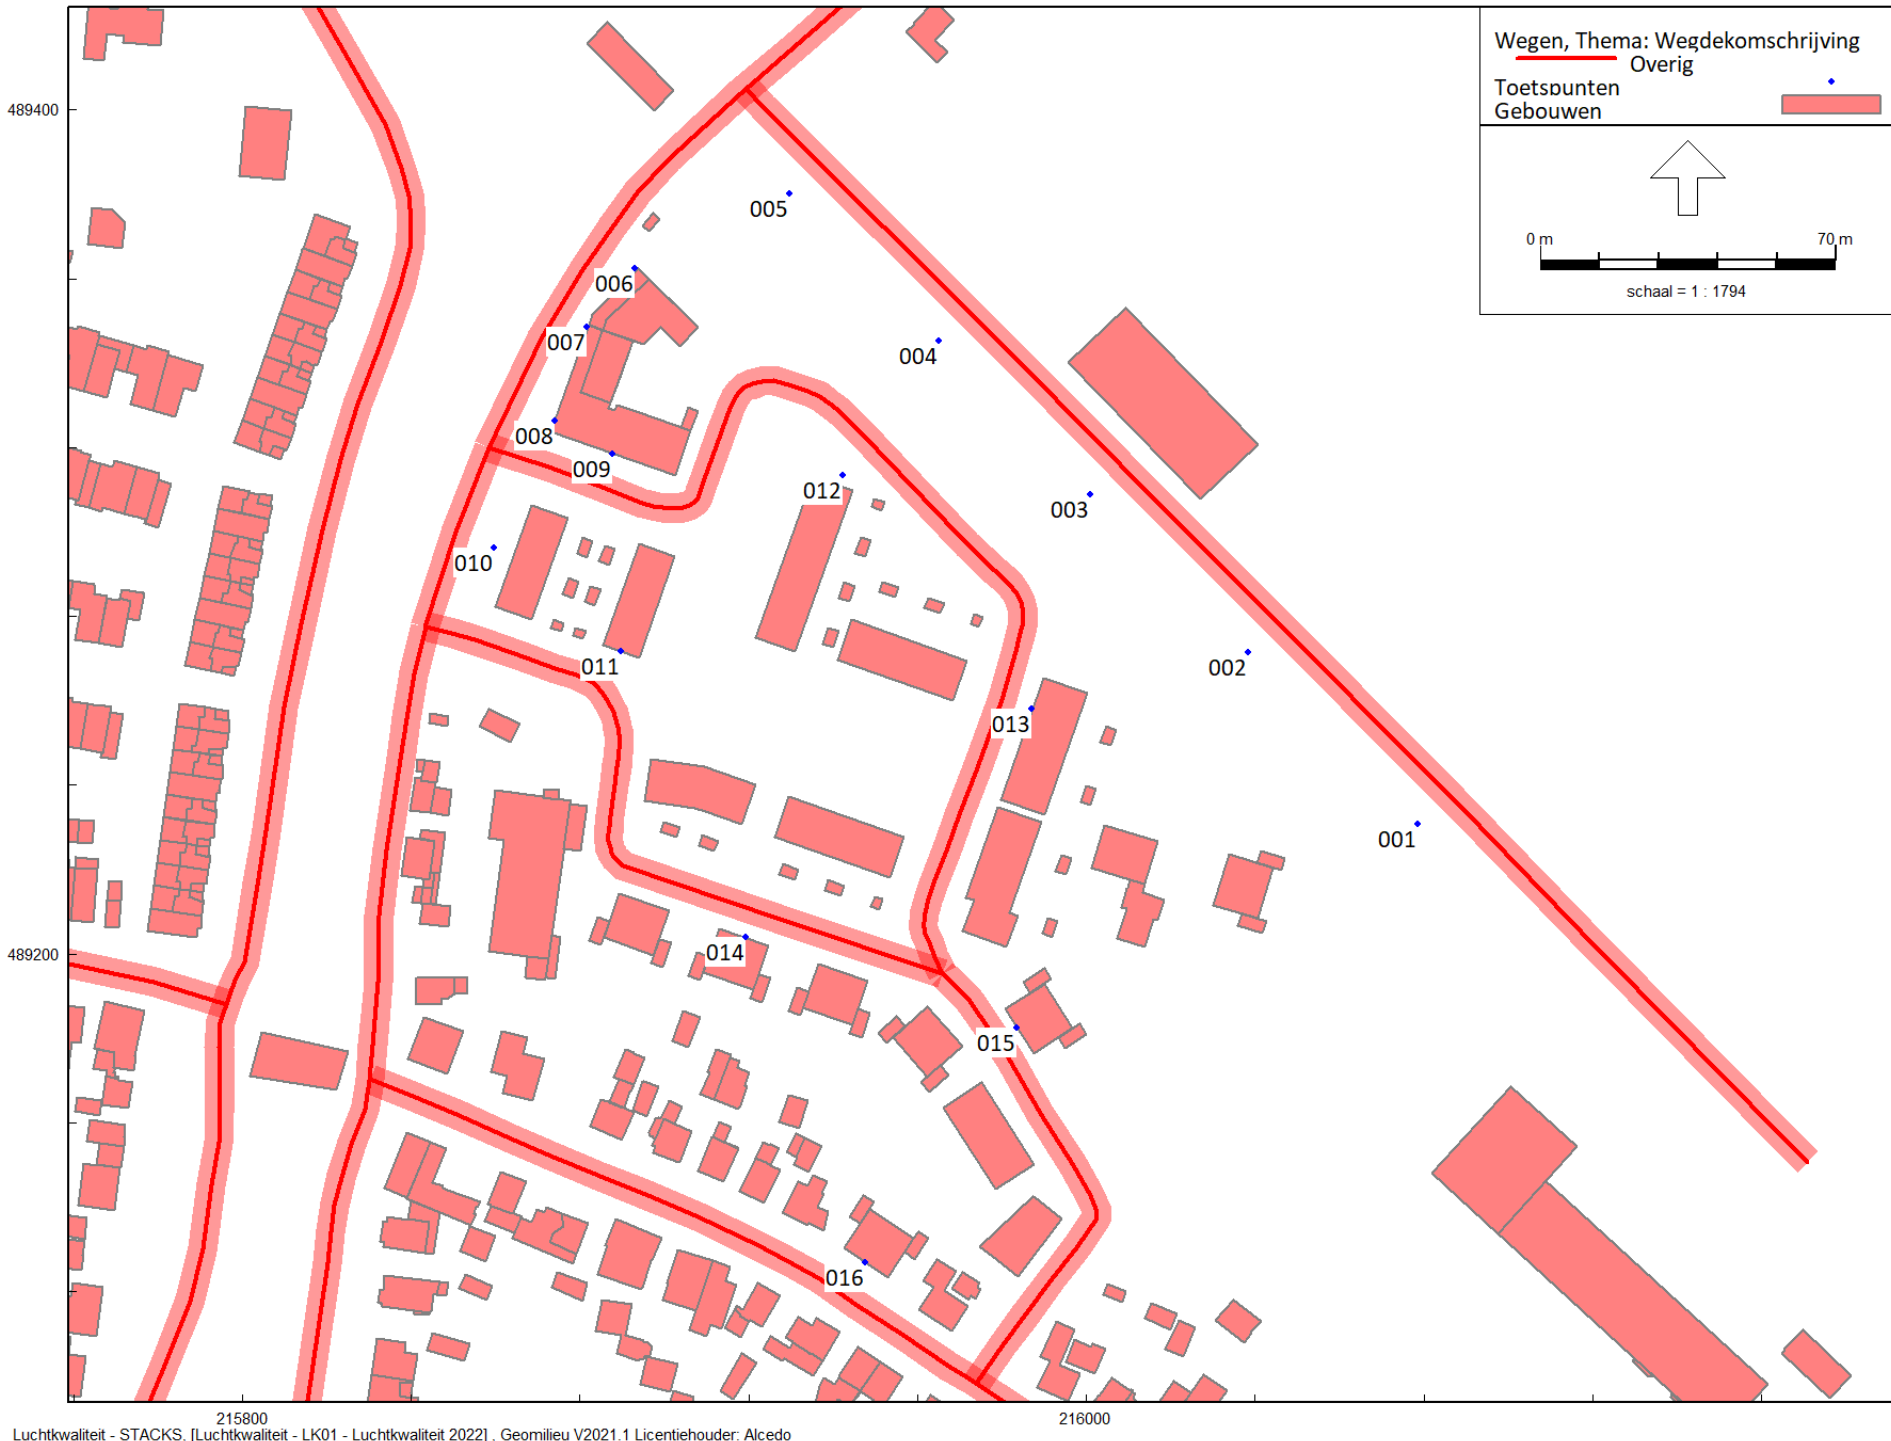 Wegen, Thema: Wegdekomschrijving
Overig
Toetspunten
Gebouwen
0 m 70 m
schaal = 1 : 1794
489400
005
006
007
004
008
009
012
003
010
011
002
013
001
489200
014
015
016
215800 216000
Luchtkwaliteit - STACKS, [Luchtkwaliteit - LK01 - Luchtkwaliteit 2022] , Geomilieu V2021.1 Licentiehouder: Alcedo